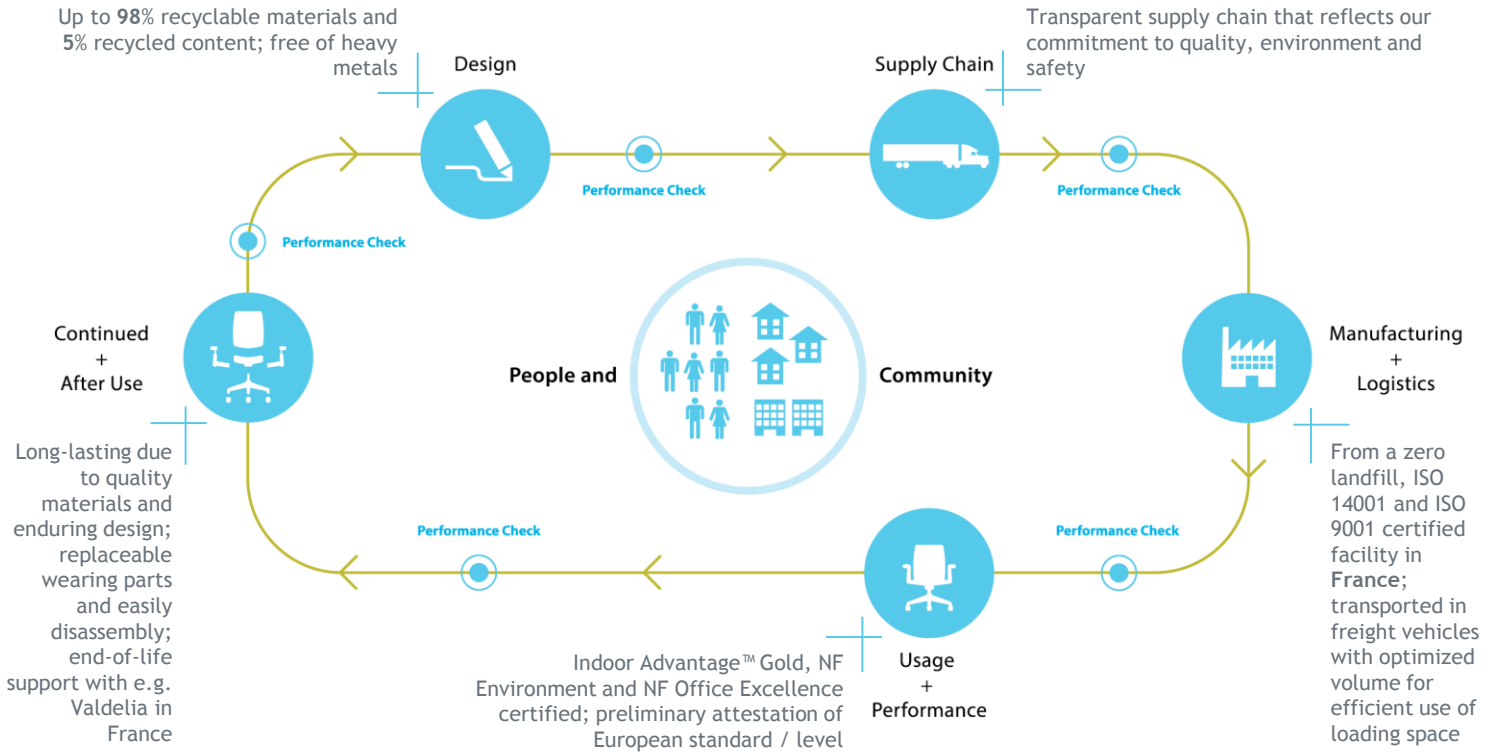 Up to 98% recyclable materials and
5% recycled content; free of heavy
metals
Design
Supply Chain
Transparent supply chain that reflects our
commitment to quality, environment and
safety
Performance Check
Performance Check
Performance Check
Continued
+
After Use
People and
Community
Manufacturing
+
Logistics
Long-lasting due
to quality
materials and
enduring design;
replaceable
wearing parts
and easily
disassembly;
end-of-life
support with e.g.
Valdelia in
France
From a zero
landfill, ISO
14001 and ISO
9001 certified
facility in
France;
transported in
freight vehicles
with optimized
volume for
efficient use of
loading space
Performance Check
Performance Check
Usage
+
Performance
Indoor Advantage™ Gold, NF
Environment and NF Office Excellence
certified; preliminary attestation of
European standard / level